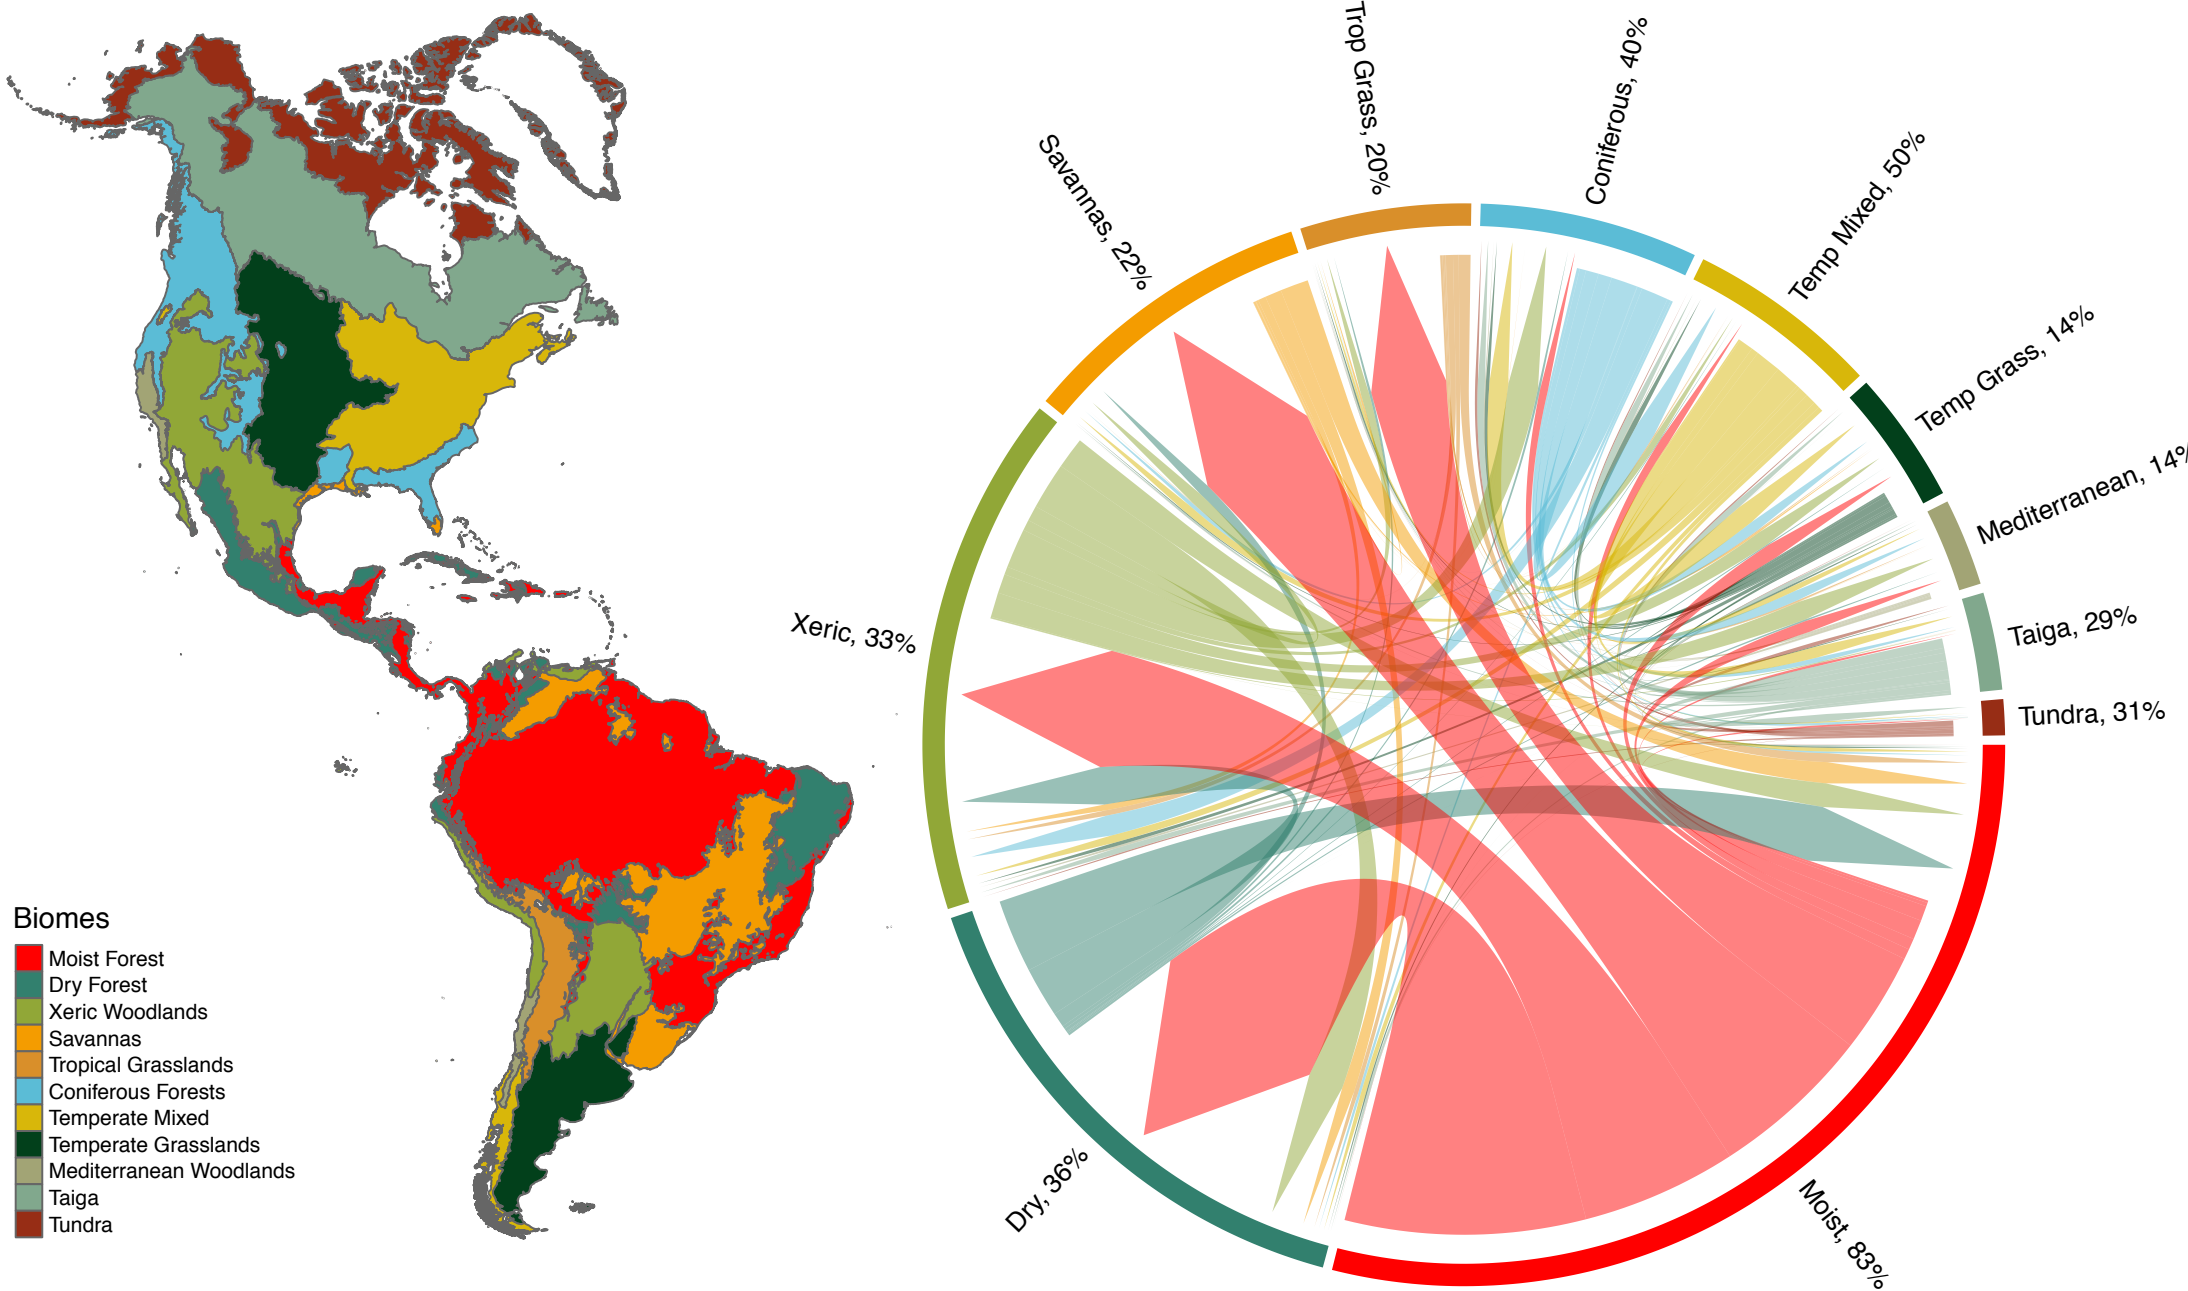 Biomes
Moist Forest
Dry Forest
Xeric Woodlands
Savannas
Tropical Grasslands
Coniferous Forests
Temperate Mixed
Temperate Grasslands
Mediterranean Woodlands
Taiga
Tundra
Trop Grass, 20%
Coniferous, 40%
Savannas, 22%
Temp Mixed, 50%
Temp Grass, 14%
Mediterranean, 14%
Xeric, 33%
Taiga, 29%
Tundra, 31%
Dry, 36%
Moist, 83%